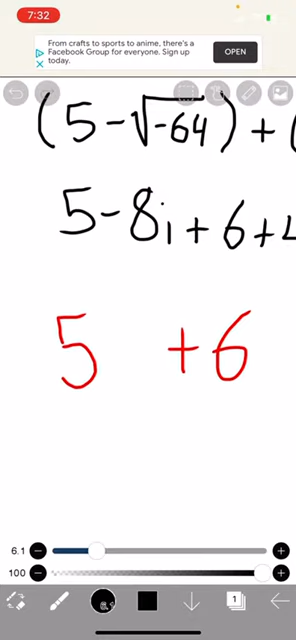 7:32
From crafts to sports to anime, there's a
Facebook Group for everyone. Sign up
today.
OPEN
(5-√-64)+(
5-8i+6+4
5 +6
6.1
100
1